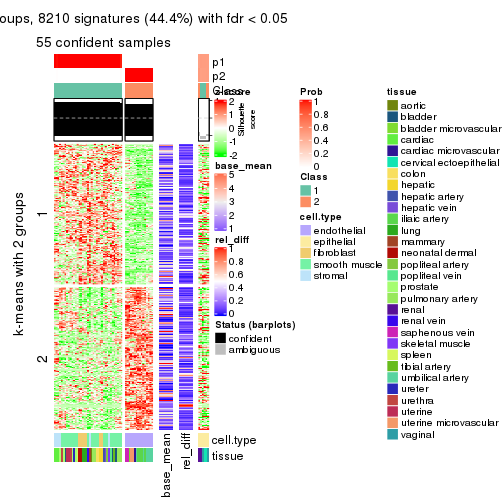 oups, 8210 signatures (44.4%) with fdr < 0.05
55 confident samples
p1
p2
Class
Silhouette
score
k-means with 2 groups
1
2
base_mean
rel_diff
cell.type
tissue
z-score
2
1
0
-1
-2
base_mean
5
4
3
2
1
rel_diff
1
0.8
0.6
0.4
0.2
0
Status (barplots)
confident
ambiguous
Prob
1
0.8
0.6
0.4
0.2
0
Class
1
2
cell.type
endothelial
epithelial
fibroblast
smooth muscle
stromal
tissue
aortic
bladder
bladder microvascular
cardiac
cardiac microvascular
cervical ectoepithelial
colon
hepatic
hepatic artery
hepatic vein
iliac artery
lung
mammary
neonatal dermal
popliteal artery
popliteal vein
prostate
pulmonary artery
renal
renal vein
saphenous vein
skeletal muscle
spleen
tibial artery
umbilical artery
ureter
urethra
uterine
uterine microvascular
vaginal